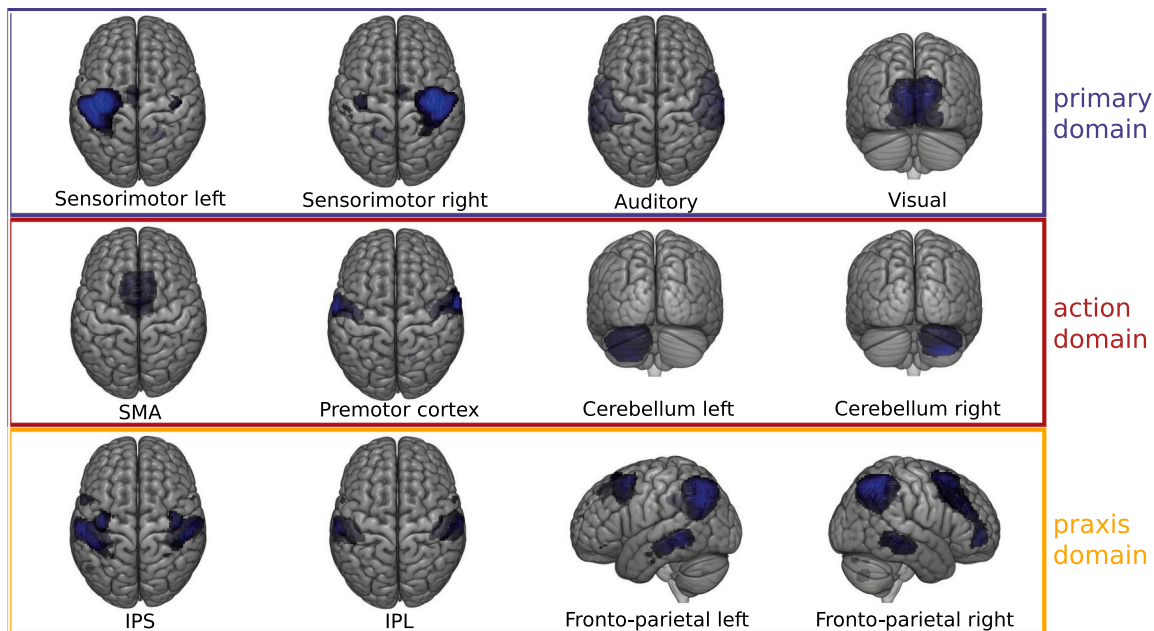 Sensorimotor left
Sensorimotor right
Auditory
Visual
primary
domain
SMA
Premotor cortex
Cerebellum left
Cerebellum right
action
domain
IPS
IPL
Fronto-parietal left
Fronto-parietal right
praxis
domain